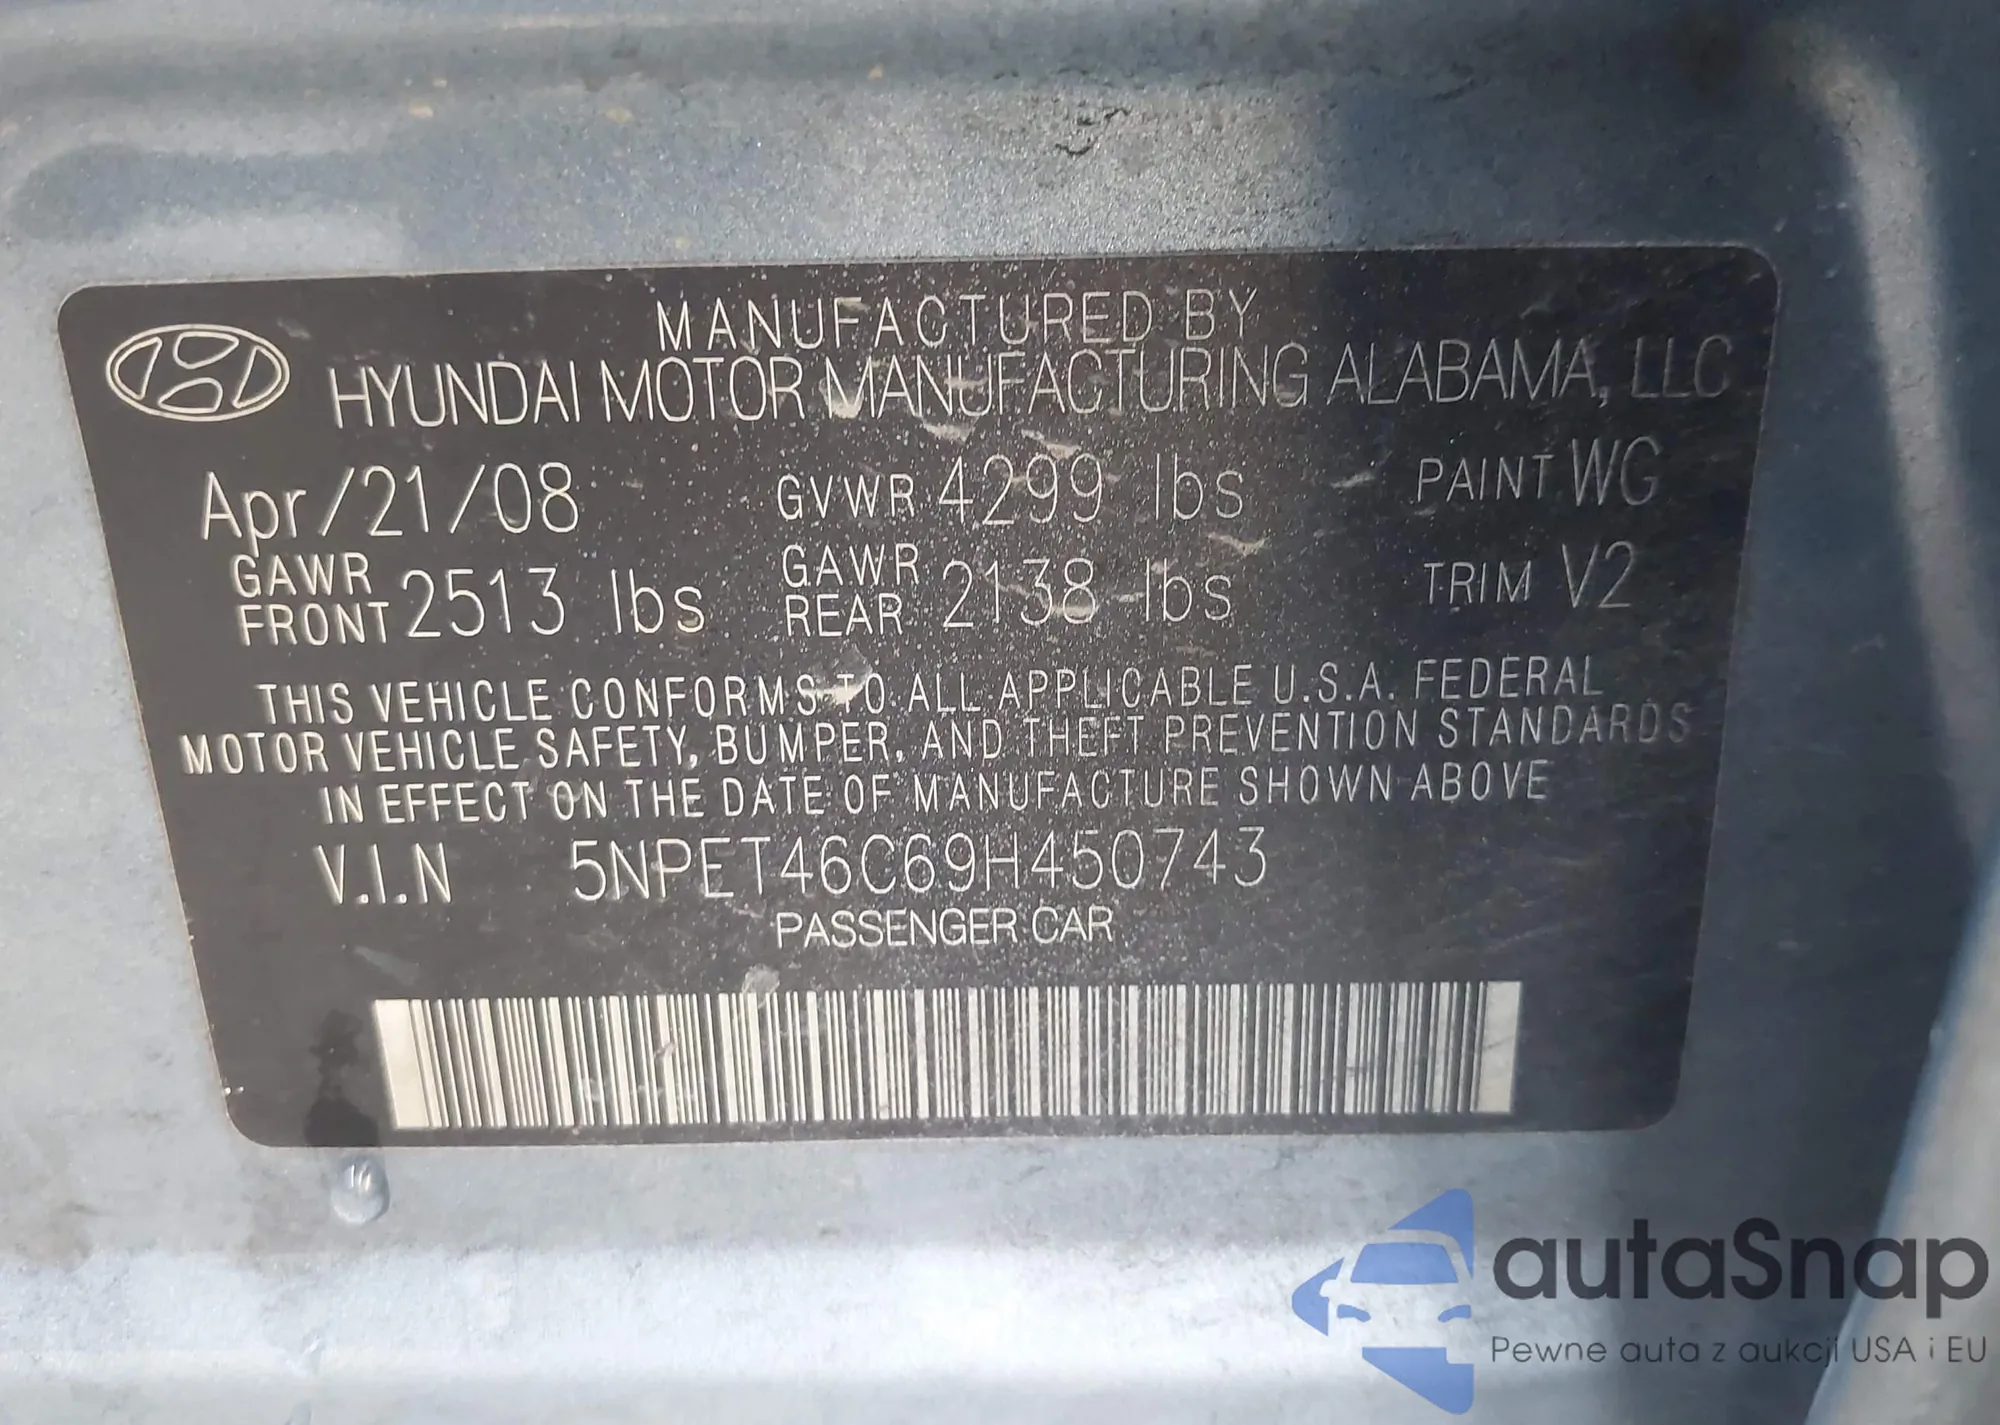 MANUFACTURED BY
HYUNDAI MOTOR MANUFACTURING ALABAMA, LLC
Apr/21/08 GVWR 4299 lbs PAINT WG
GAWR FRONT 2513 lbs GAWR REAR 2138 lbs TRIM V2
THIS VEHICLE CONFORMS TO ALL APPLICABLE U.S.A. FEDERAL
MOTOR VEHICLE SAFETY, BUMPER, AND THEFT PREVENTION STANDARDS
IN EFFECT ON THE DATE OF MANUFACTURE SHOWN ABOVE
V.I.N 5NPET46C69H450743
PASSENGER CAR
autaSnap
Pewne auta z aukcji USA i EU